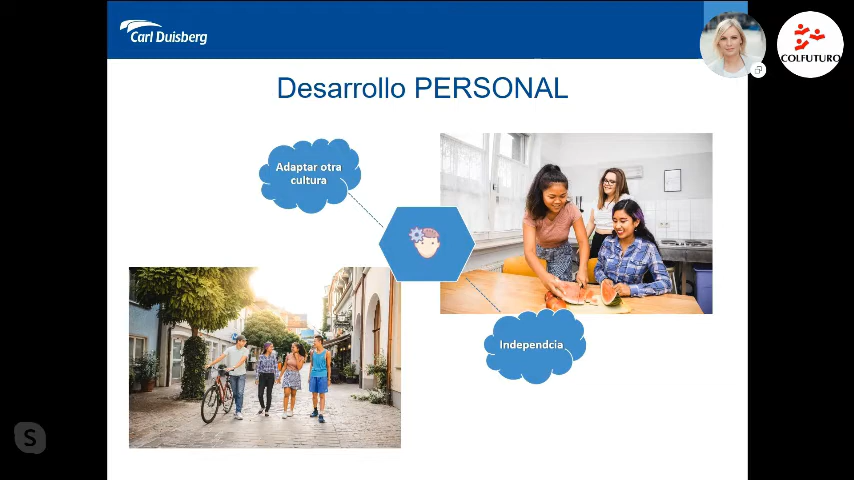 Carl Duisberg
COLFUTURO
Desarrollo PERSONAL
Adaptar otra
cultura
Independcia
S